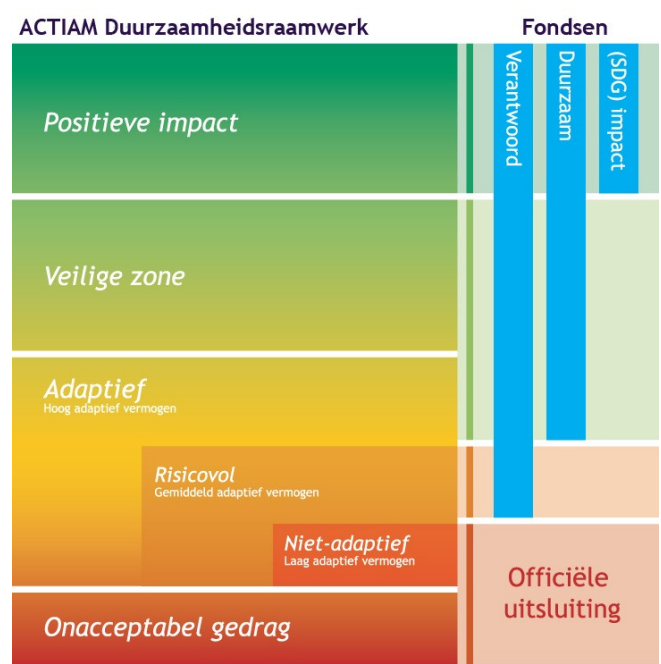 ACTIAM Duurzaamheidsraamwerk
Fondsen
Verantwoord
Duurzaam
(SDG) impact
Positieve impact
Veilige zone
Adaptief
Hoog adaptief vermogen
Risicovol
Gemiddeld adaptief vermogen
Niet-adaptief
Laag adaptief vermogen
Officiële
uitsluiting
Onacceptabel gedrag